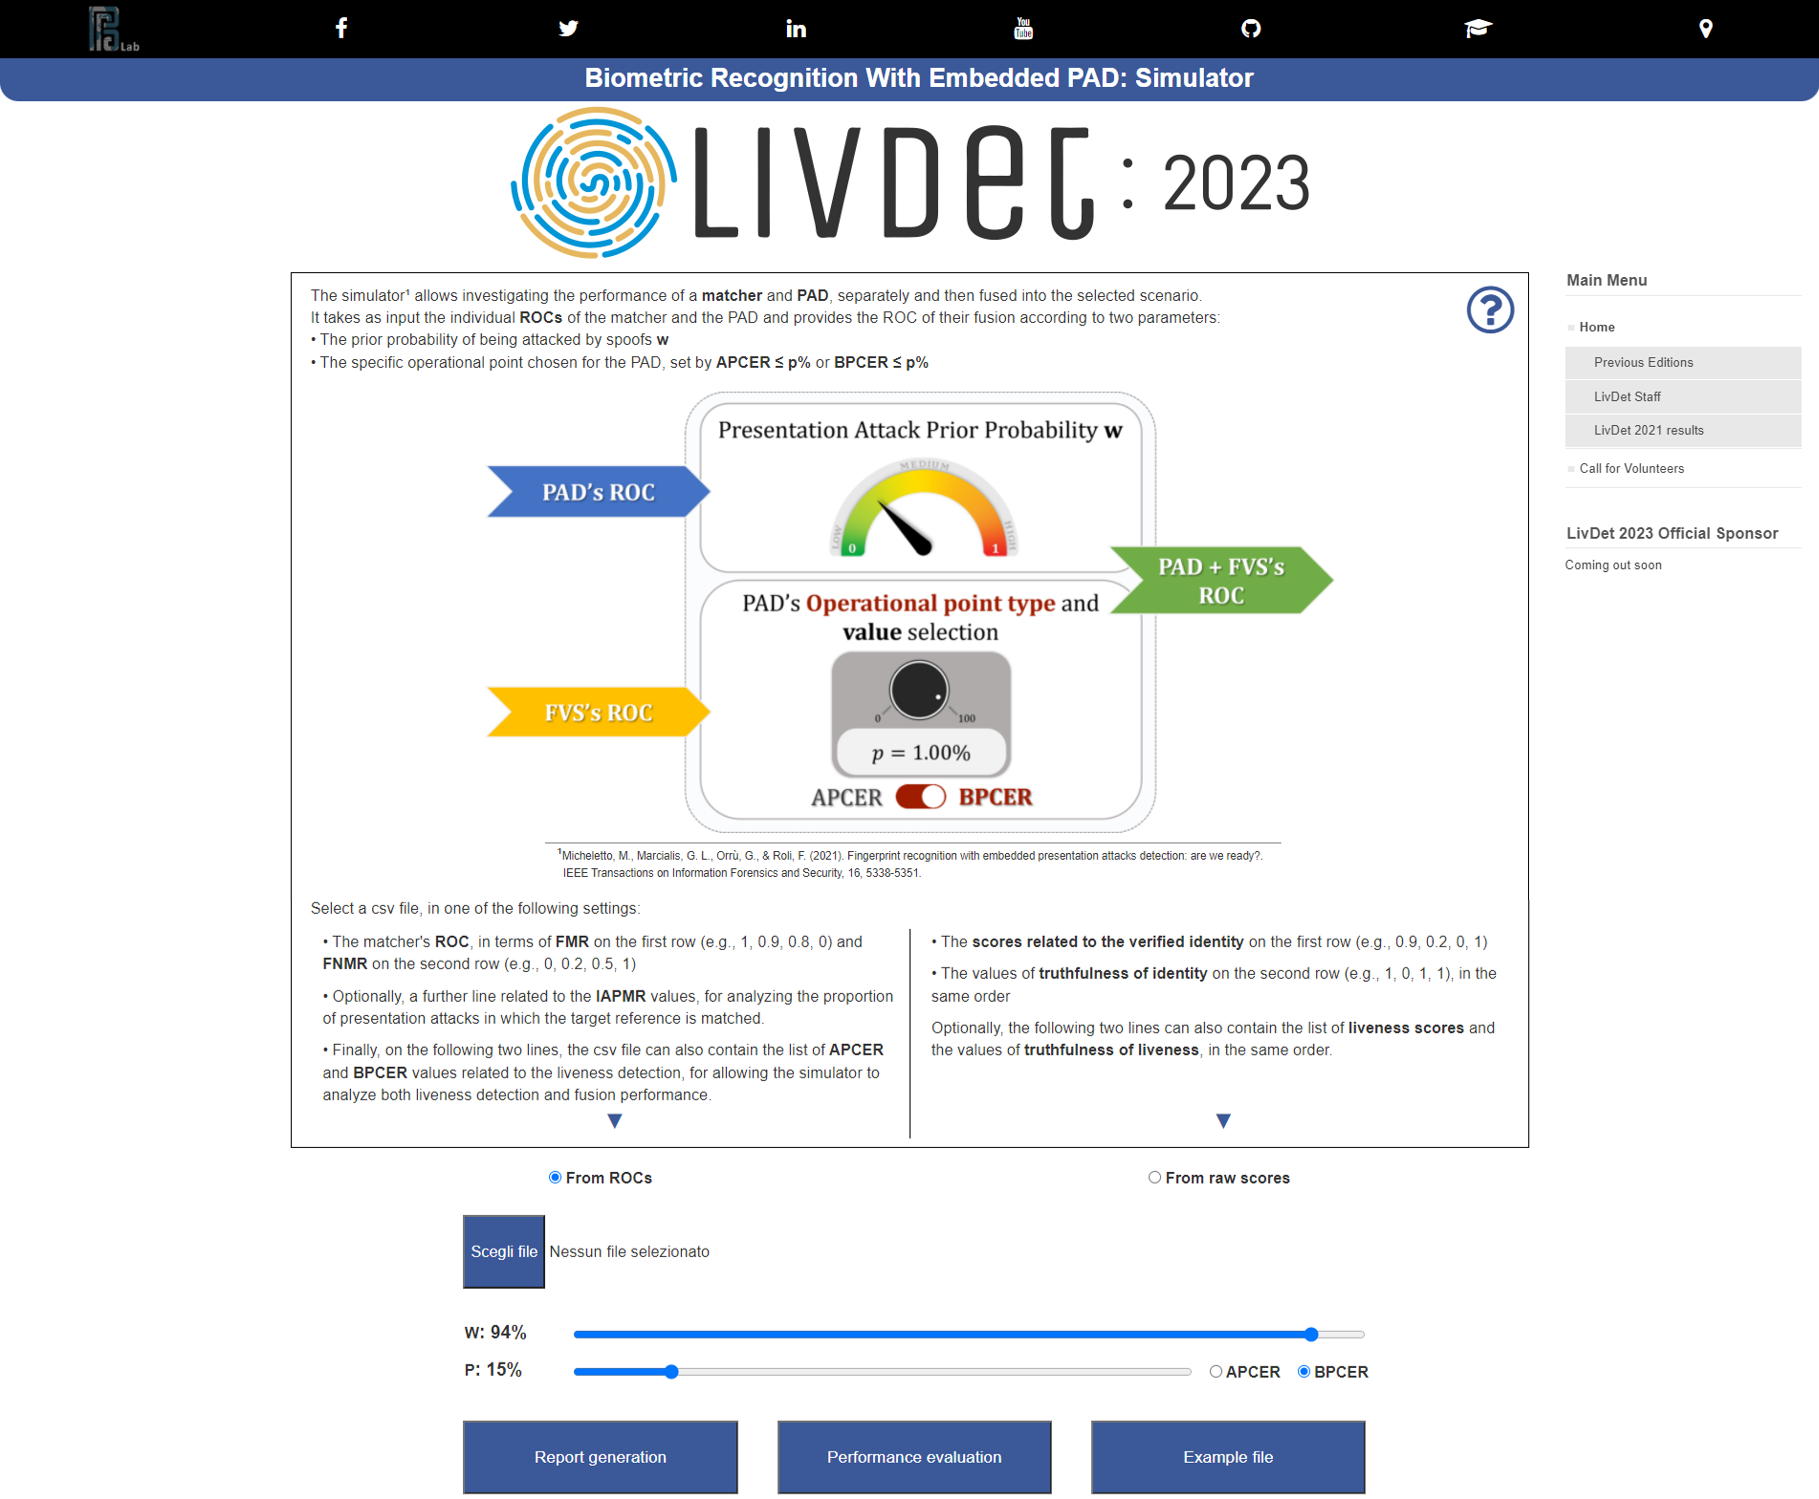 Lab
You
Tube
Biometric Recognition With Embedded PAD: Simulator
LIVDET: 2023
The simulator¹ allows investigating the performance of a matcher and PAD, separately and then fused into the selected scenario.
It takes as input the individual ROCs of the matcher and the PAD and provides the ROC of their fusion according to two parameters:
• The prior probability of being attacked by spoofs w
• The specific operational point chosen for the PAD, set by APCER ≤ p% or BPCER ≤ p%
?
Presentation Attack Prior Probability w
LOW
MEDIUM
HIGH
0
1
PAD's ROC
PAD + FVS's
ROC
PAD's Operational point type and
value selection
0
100
p = 1.00%
FVS's ROC
APCER BPCER
¹Micheletto, M., Marcialis, G. L., Orrù, G., & Roli, F. (2021). Fingerprint recognition with embedded presentation attacks detection: are we ready?.
IEEE Transactions on Information Forensics and Security, 16, 5338-5351.
Select a csv file, in one of the following settings:
• The matcher's ROC, in terms of FMR on the first row (e.g., 1, 0.9, 0.8, 0) and
FNMR on the second row (e.g., 0, 0.2, 0.5, 1)
• Optionally, a further line related to the IAPMR values, for analyzing the proportion
of presentation attacks in which the target reference is matched.
• Finally, on the following two lines, the csv file can also contain the list of APCER
and BPCER values related to the liveness detection, for allowing the simulator to
analyze both liveness detection and fusion performance.
• The scores related to the verified identity on the first row (e.g., 0.9, 0.2, 0, 1)
• The values of truthfulness of identity on the second row (e.g., 1, 0, 1, 1), in the
same order
Optionally, the following two lines can also contain the list of liveness scores and
the values of truthfulness of liveness, in the same order.
From ROCs
From raw scores
Scegli file Nessun file selezionato
W: 94%
P: 15%
APCER BPCER
Report generation
Performance evaluation
Example file
Main Menu
Home
Previous Editions
LivDet Staff
LivDet 2021 results
Call for Volunteers
LivDet 2023 Official Sponsor
Coming out soon